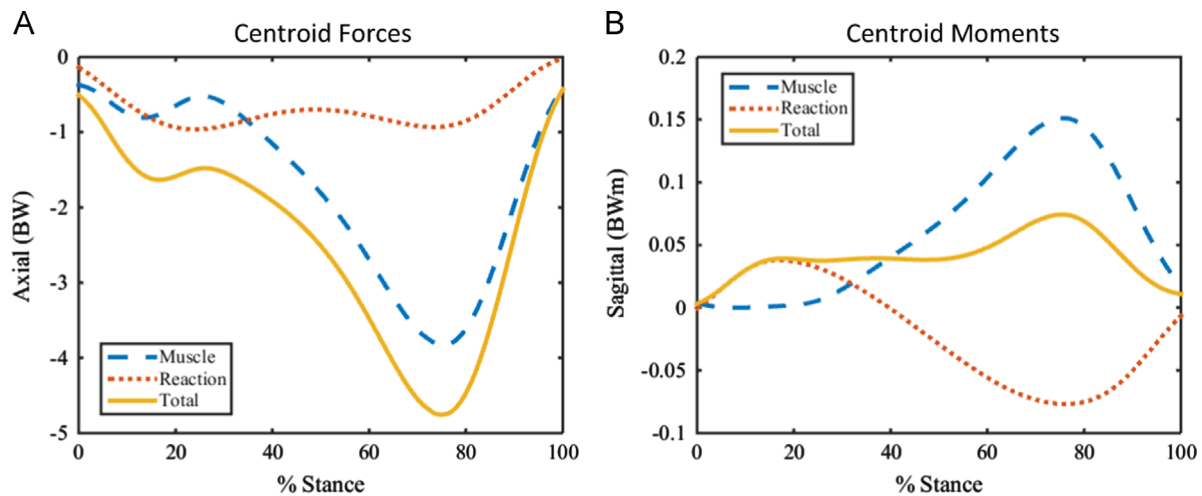 A
Centroid Forces
0
-1
-2
-3
-4
-5
Axial (BW)
Muscle
Reaction
Total
0 20 40 60 80 100
% Stance
B
Centroid Moments
0.2
0.15
0.1
0.05
0
-0.05
-0.1
Sagittal (BWm)
Muscle
Reaction
Total
0 20 40 60 80 100
% Stance